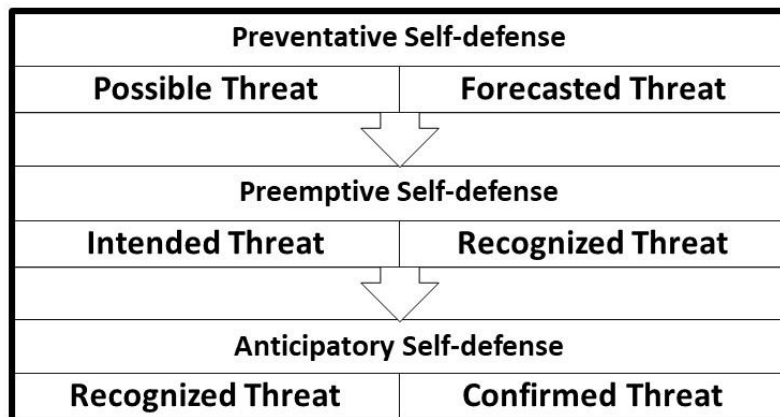 Preventative Self-defense
Possible Threat Forecasted Threat
Preemptive Self-defense
Intended Threat Recognized Threat
Anticipatory Self-defense
Recognized Threat Confirmed Threat